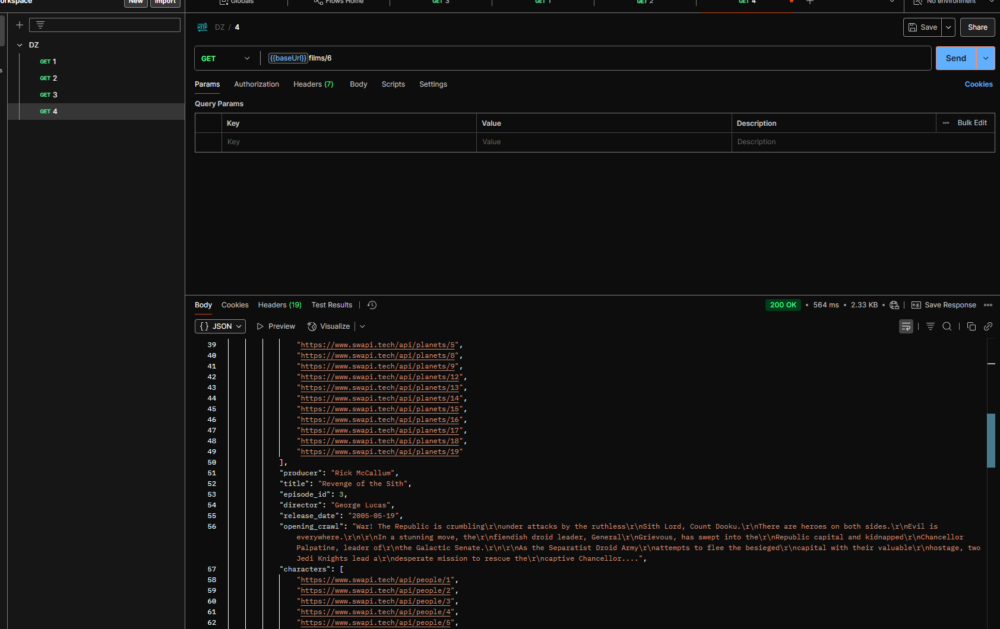 orkspace
New
Import
Globals
Flows Home
GET 3
GET 1
GET 2
GET 4
No environment
DZ
GET 1
GET 2
GET 3
GET 4
s
HTTP
DZ / 4
Save
Share
GET
{{baseUrl}}films/6
Send
Params
Authorization
Headers (7)
Body
Scripts
Settings
Cookies
Query Params
Key
Value
Description
Bulk Edit
Key
Value
Description
Body
Cookies
Headers (19)
Test Results
200 OK
564 ms
2.33 KB
e.g.
Save Response
{} JSON
Preview
Visualize
39 "https://www.swapi.tech/api/planets/5",
40 "https://www.swapi.tech/api/planets/8",
41 "https://www.swapi.tech/api/planets/9",
42 "https://www.swapi.tech/api/planets/12",
43 "https://www.swapi.tech/api/planets/13",
44 "https://www.swapi.tech/api/planets/14",
45 "https://www.swapi.tech/api/planets/15",
46 "https://www.swapi.tech/api/planets/16",
47 "https://www.swapi.tech/api/planets/17",
48 "https://www.swapi.tech/api/planets/18",
49 "https://www.swapi.tech/api/planets/19"
50 ],
51 "producer": "Rick McCallum",
52 "title": "Revenge of the Sith",
53 "episode_id": 3,
54 "director": "George Lucas",
55 "release_date": "2005-05-19",
56 "opening_crawl": "War! The Republic is crumbling\r\nunder attacks by the ruthless\r\nSith Lord, Count Dooku.\r\nThere are heroes on both sides.\r\nEvil is
everywhere.\r\n\r\nIn a stunning move, the\r\nfiendish droid leader, General\r\nGrievous, has swept into the\r\nRepublic capital and kidnapped\r\nChancellor
Palpatine, leader of\r\nthe Galactic Senate.\r\n\r\nAs the Separatist Droid Army\r\nattempts to flee the besieged\r\ncapital with their valuable\r\nhostage, two
Jedi Knights lead a\r\ndesperate mission to rescue the\r\ncaptive Chancellor....",
57 "characters": [
58 "https://www.swapi.tech/api/people/1",
59 "https://www.swapi.tech/api/people/2",
60 "https://www.swapi.tech/api/people/3",
61 "https://www.swapi.tech/api/people/4",
62 "https://www.swapi.tech/api/people/5",